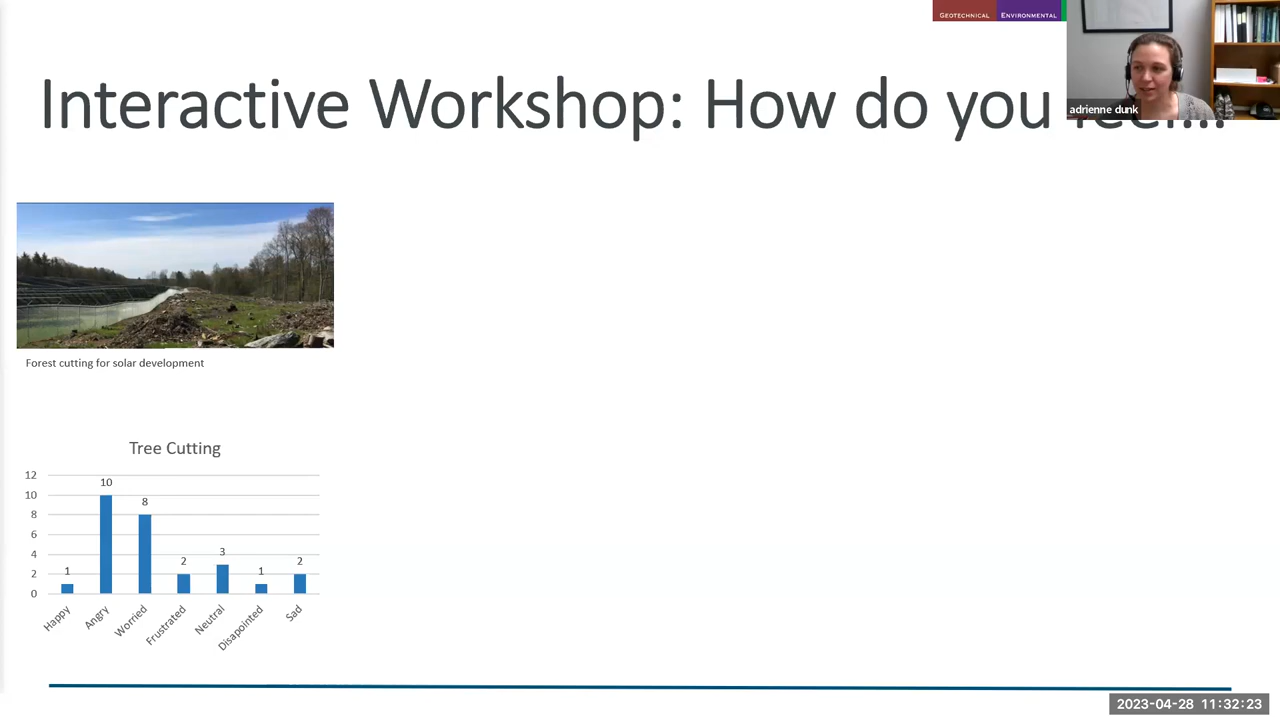 GEOTECHNICAL ENVIRONMENTAL
adrienne dunk
Interactive Workshop: How do you
Forest cutting for solar development
Tree Cutting
12
10
8
6
4
2
0
1
10
8
2
3
1
2
Happy
Angry
Worried
Frustrated
Neutral
Disapointed
Sad
2023-04-28 11:32:23